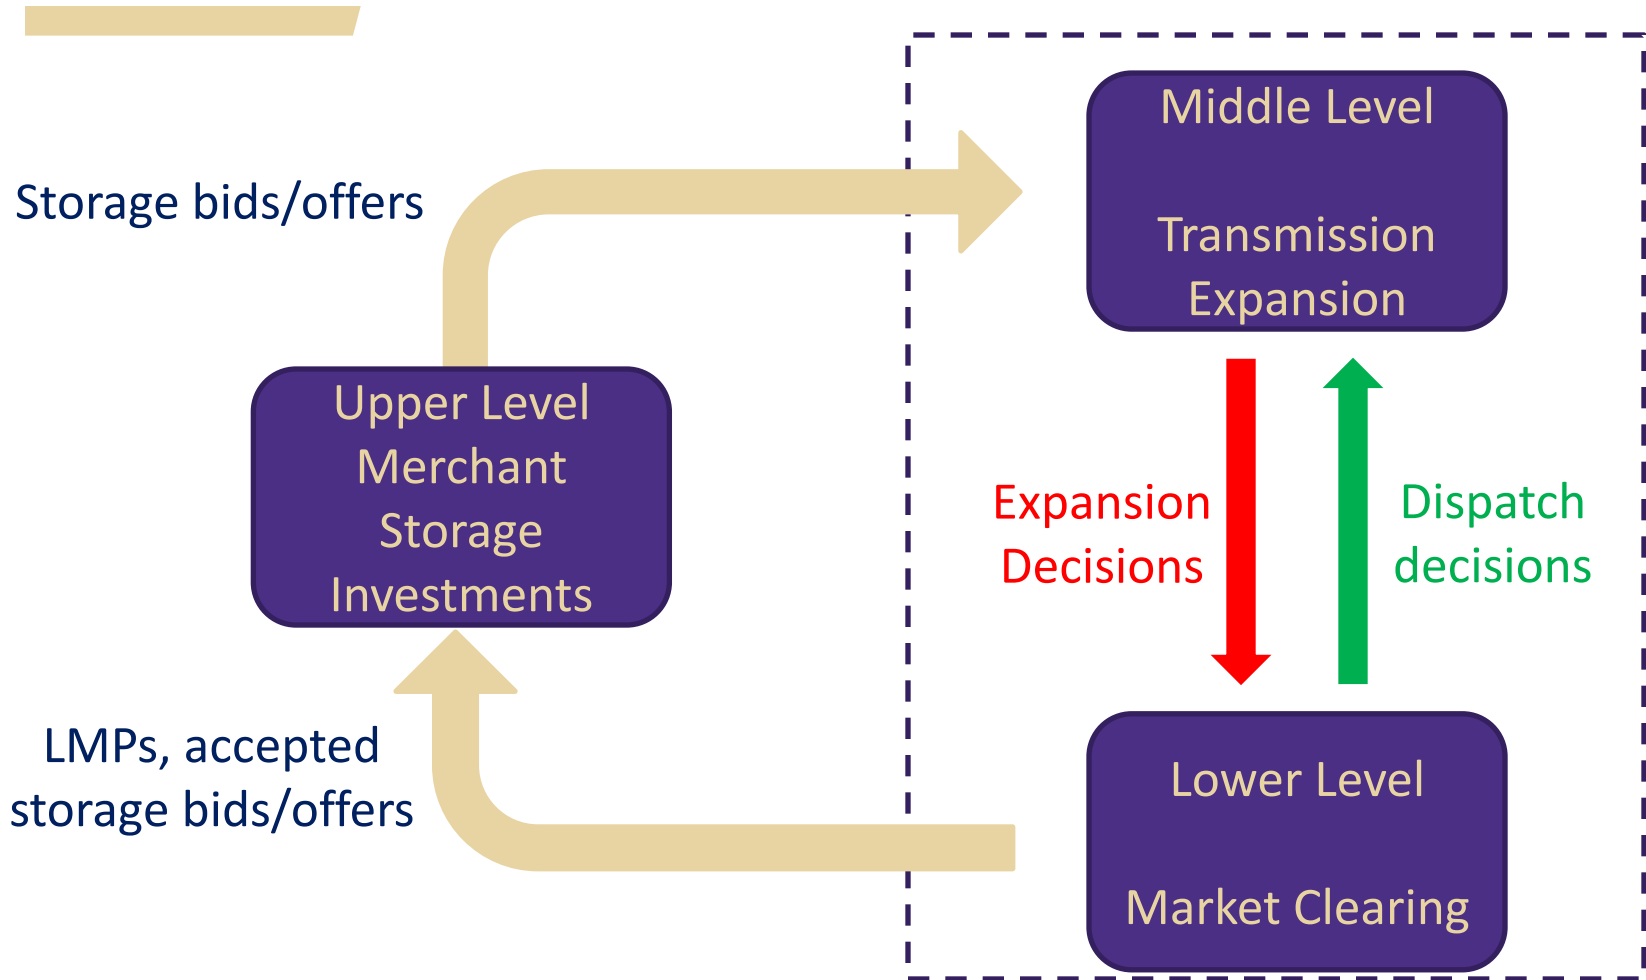 Middle Level
Transmission
Expansion
Storage bids/offers
Upper Level
Merchant
Storage
Investments
Expansion
Decisions
Dispatch
decisions
LMPs, accepted
storage bids/offers
Lower Level
Market Clearing